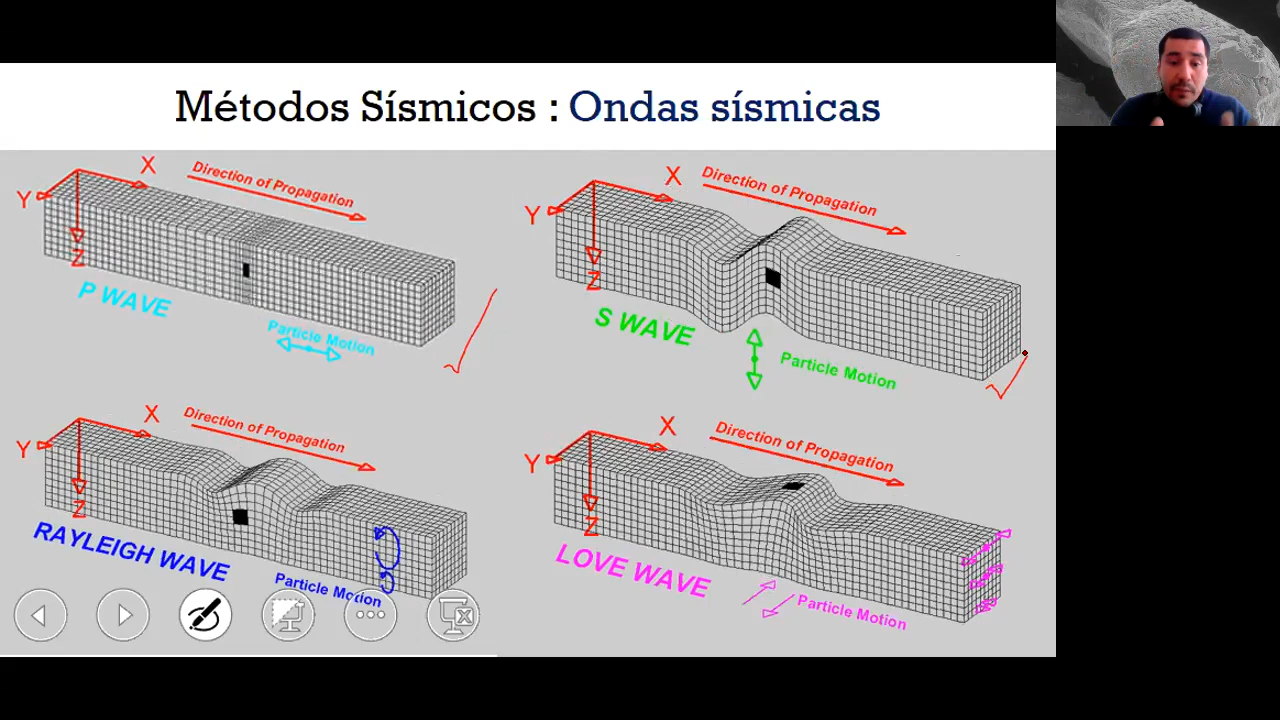 Métodos Sísmicos : Ondas sísmicas
X
Direction of Propagation
Y
Z
P WAVE
Particle Motion
X
Direction of Propagation
Y
Z
S WAVE
Particle Motion
X
Direction of Propagation
Y
Z
RAYLEIGH WAVE
Particle Motion
X
Direction of Propagation
Y
Z
LOVE WAVE
Particle Motion